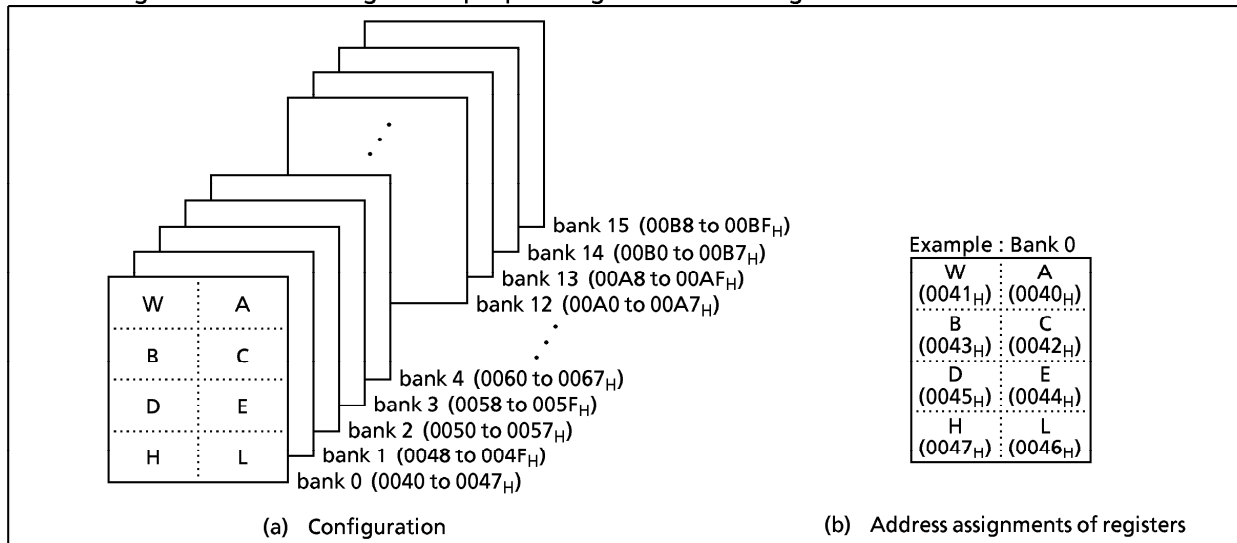 bank 15 (00B8 to 00BFH)
bank 14 (00B0 to 00B7H)
bank 13 (00A8 to 00AFH)
bank 12 (00A0 to 00A7H)
bank 4 (0060 to 0067H)
bank 3 (0058 to 005FH)
bank 2 (0050 to 0057H)
bank 1 (0048 to 004FH)
bank 0 (0040 to 0047H)
W A
B C
D E
H L
(a) Configuration
Example : Bank 0
W A
(0041H) (0040H)
B C
(0043H) (0042H)
D E
(0045H) (0044H)
H L
(0047H) (0046H)
(b) Address assignments of registers